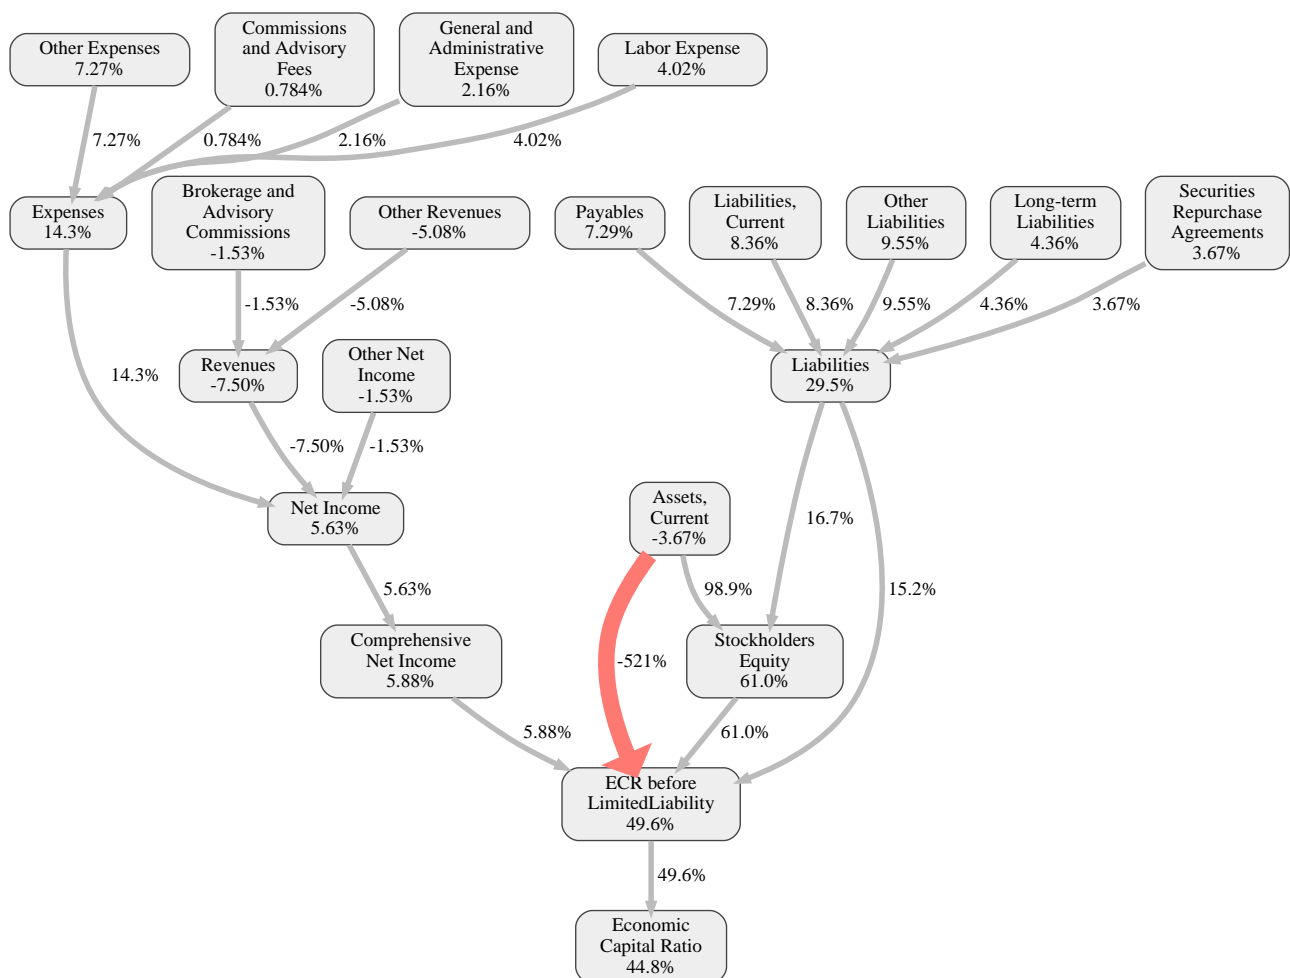 Other Expenses
7.27%
Commissions
and Advisory
Fees
0.784%
General and
Administrative
Expense
2.16%
Labor Expense
4.02%
7.27%
0.784%
2.16%
4.02%
Expenses
14.3%
Brokerage and
Advisory
Commissions
-1.53%
Other Revenues
-5.08%
Payables
7.29%
Liabilities,
Current
8.36%
Other
Liabilities
9.55%
Long-term
Liabilities
4.36%
Securities
Repurchase
Agreements
3.67%
-1.53%
-5.08%
7.29%
8.36%
9.55%
4.36%
3.67%
14.3%
Revenues
-7.50%
Other Net
Income
-1.53%
Liabilities
29.5%
-7.50%
-1.53%
Net Income
5.63%
Assets,
Current
-3.67%
16.7%
5.63%
98.9%
15.2%
Comprehensive
Net Income
5.88%
-521%
Stockholders
Equity
61.0%
5.88%
61.0%
ECR before
LimitedLiability
49.6%
49.6%
Economic
Capital Ratio
44.8%